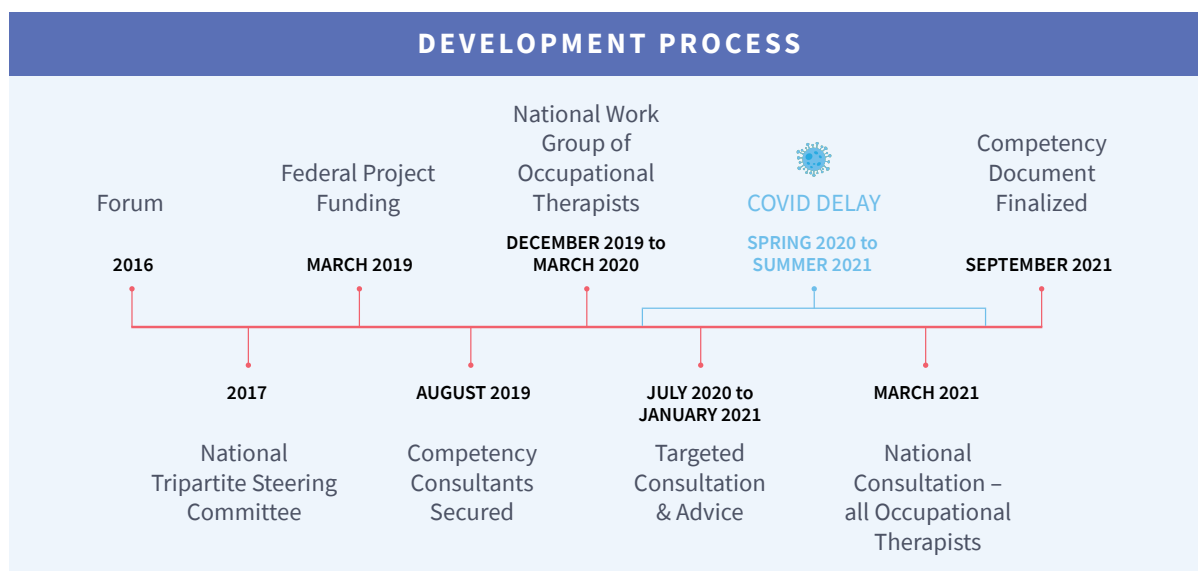 DEVELOPMENT PROCESS
Forum
2016
Federal Project
Funding
MARCH 2019
National Work
Group of
Occupational
Therapists
DECEMBER 2019 to
MARCH 2020
COVID DELAY
SPRING 2020 to
SUMMER 2021
Competency
Document
Finalized
SEPTEMBER 2021
2017
National
Tripartite Steering
Committee
AUGUST 2019
Competency
Consultants
Secured
JULY 2020 to
JANUARY 2021
Targeted
Consultation
& Advice
MARCH 2021
National
Consultation –
all Occupational
Therapists